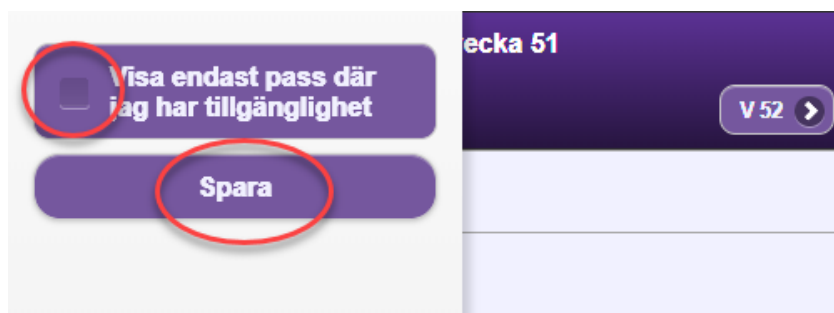 Visa endast pass där
jag har tillgänglighet
Spara
ecka 51
V 52